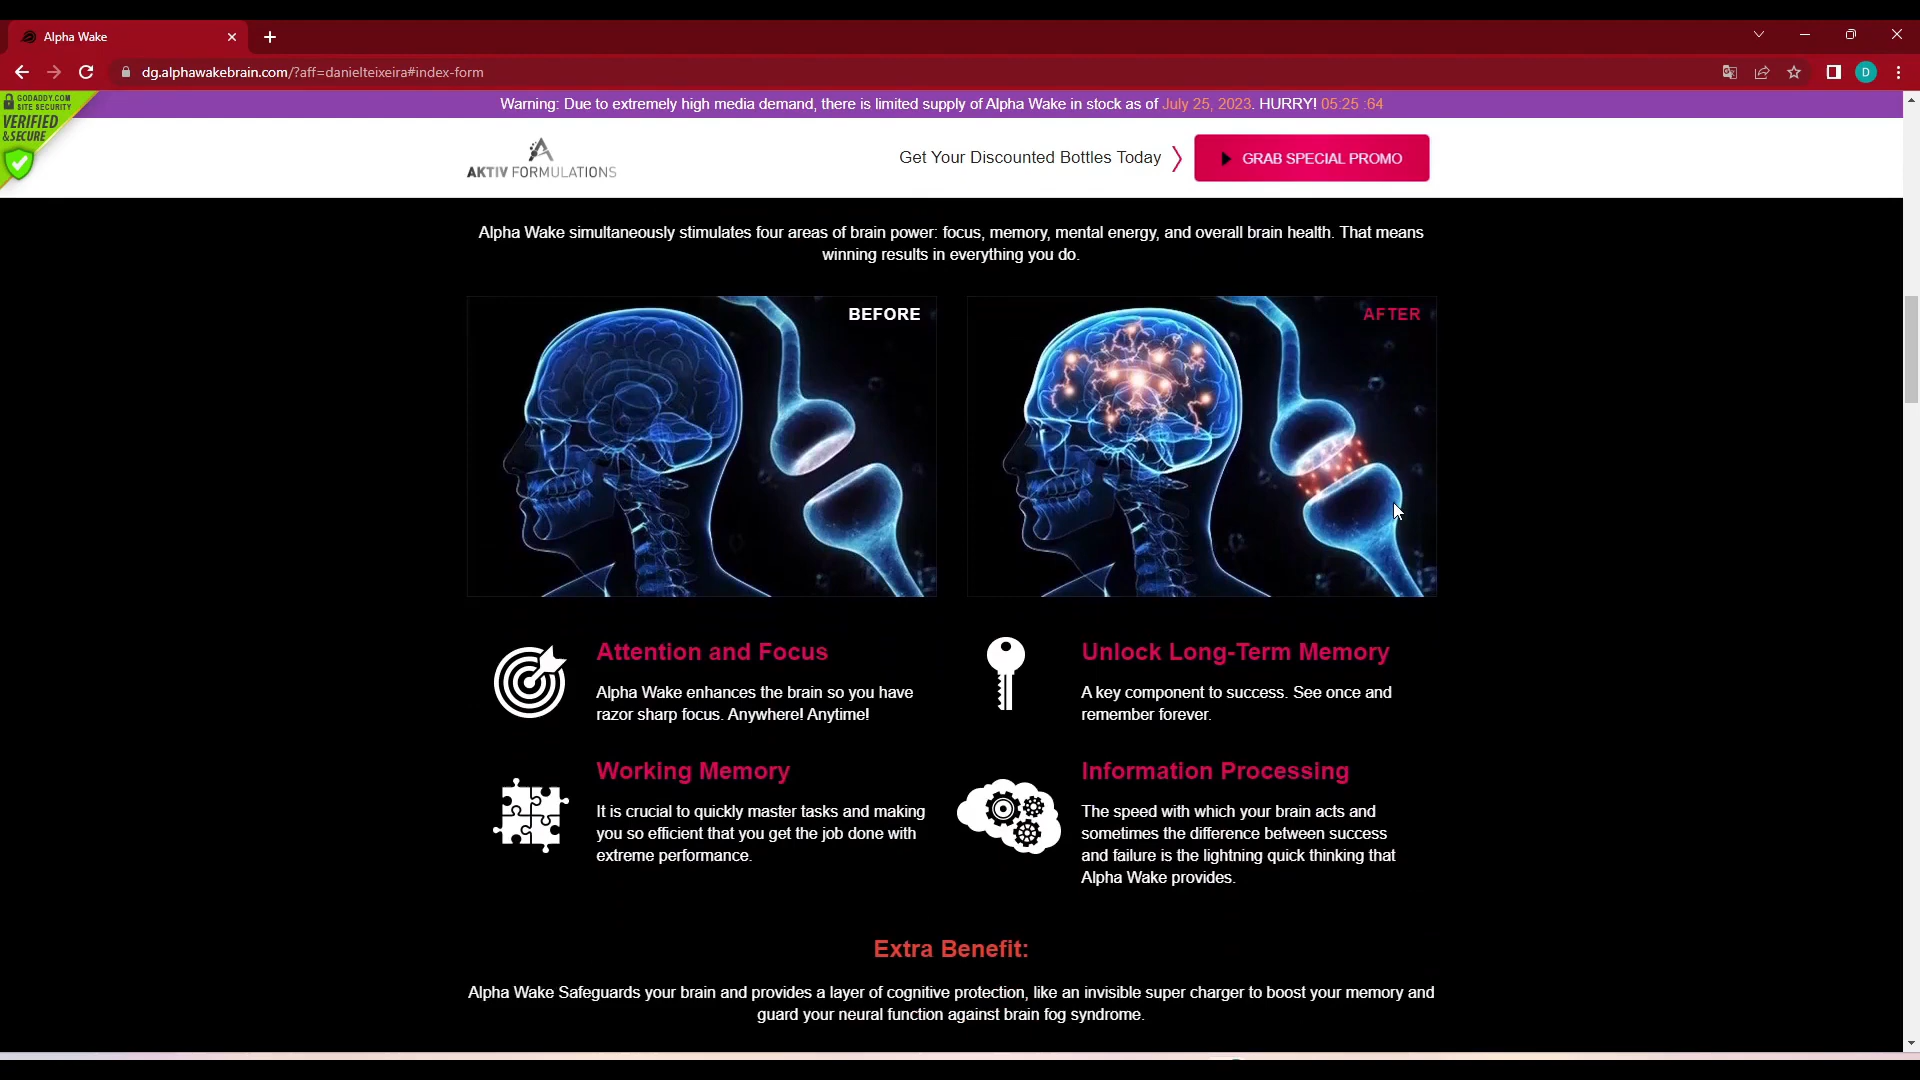 Alpha Wake
dg.alphawakebrain.com/?aff=danielteixeira#index-form
D
GODADDY.COM
SITE SECURITY
VERIFIED
& SECURE
Warning: Due to extremely high media demand, there is limited supply of Alpha Wake in stock as of July 25, 2023. HURRY! 05:25 :64
AKTIV FORMULATIONS
Get Your Discounted Bottles Today
GRAB SPECIAL PROMO
Alpha Wake simultaneously stimulates four areas of brain power: focus, memory, mental energy, and overall brain health. That means
winning results in everything you do.
BEFORE
AFTER
Attention and Focus
Alpha Wake enhances the brain so you have
razor sharp focus. Anywhere! Anytime!
Unlock Long-Term Memory
A key component to success. See once and
remember forever.
Working Memory
It is crucial to quickly master tasks and making
you so efficient that you get the job done with
extreme performance.
Information Processing
The speed with which your brain acts and
sometimes the difference between success
and failure is the lightning quick thinking that
Alpha Wake provides.
Extra Benefit:
Alpha Wake Safeguards your brain and provides a layer of cognitive protection, like an invisible super charger to boost your memory and
guard your neural function against brain fog syndrome.